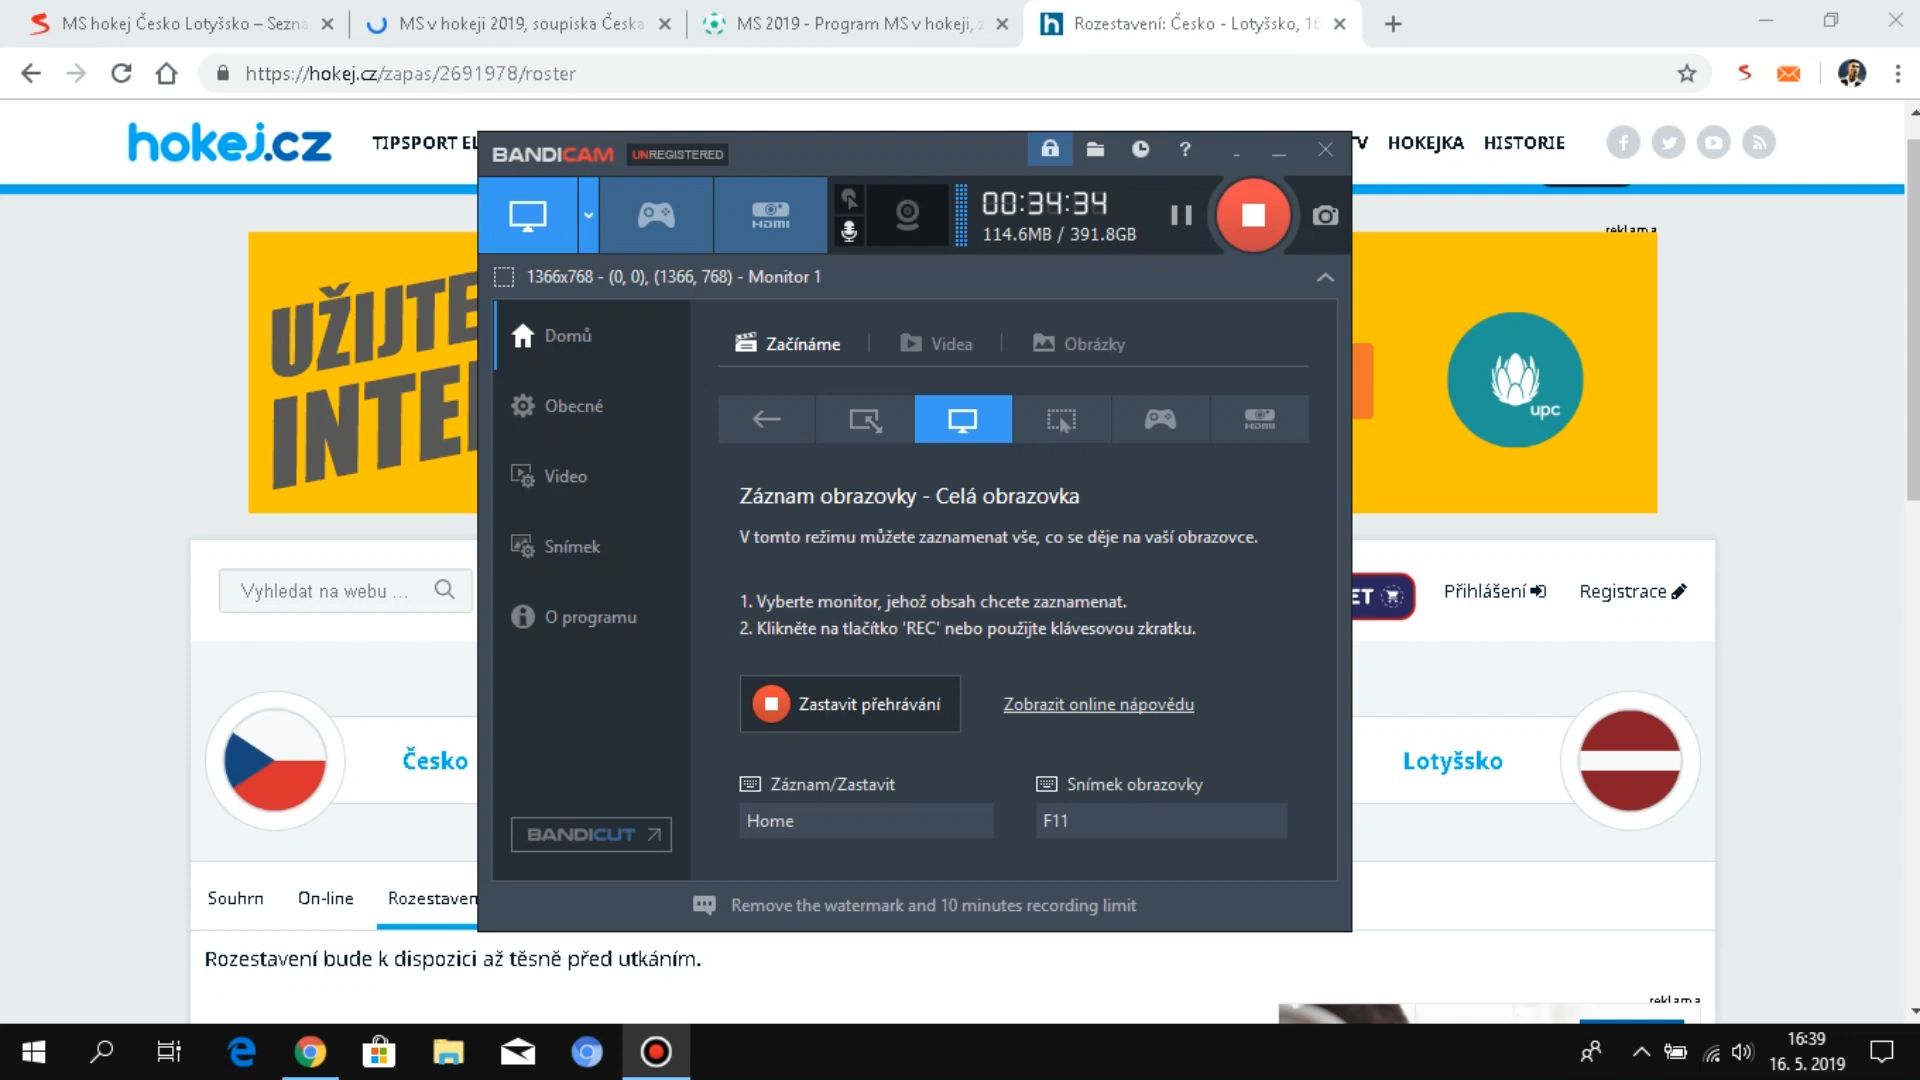 MS hokej Česko Lotyšsko – Sezna
MS v hokeji 2019, soupiska Česka
MS 2019 - Program MS v hokeji, z
Rozestavení: Česko - Lotyšsko, 16
https://hokej.cz/zapas/2691978/roster
S
hokej.cz
TIPSPORT EL
TV
HOKEJKA
HISTORIE
BANDICAM
UNREGISTERED
?
HDMI
00:34:34
114.6MB / 391.8GB
1366x768 - (0, 0), (1366, 768) - Monitor 1
reklama
UŽIJTE
INTE
upc
Domů
Obecné
Video
Snímek
O programu
BANDICUT
Začínáme
Videa
Obrázky
HDMI
Záznam obrazovky - Celá obrazovka
V tomto režimu můžete zaznamenat vše, co se děje na vaší obrazovce.
1. Vyberte monitor, jehož obsah chcete zaznamenat.
2. Klikněte na tlačítko 'REC' nebo použijte klávesovou zkratku.
Zastavit přehrávání
Zobrazit online nápovědu
Záznam/Zastavit
Snímek obrazovky
Home
F11
Remove the watermark and 10 minutes recording limit
Vyhledat na webu ...
ET
Přihlášení
Registrace
Česko
Lotyšsko
Souhrn
On-line
Rozestaven
Rozestavení bude k dispozici až těsně před utkáním.
reklama
16:39
16. 5. 2019